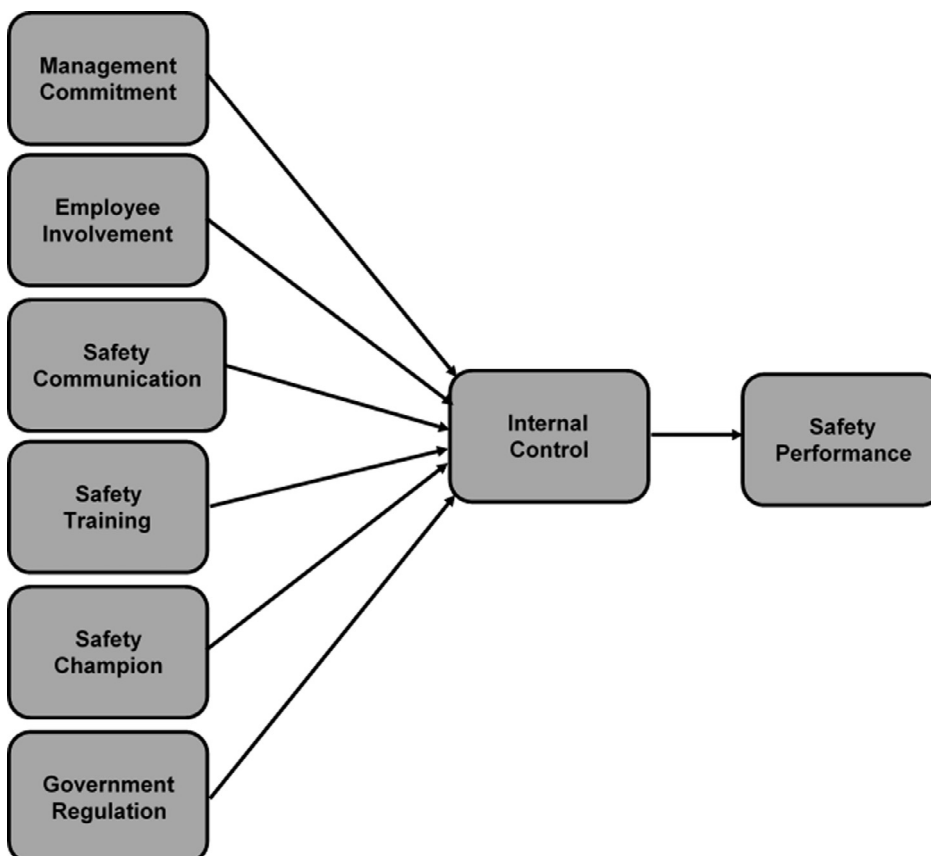 Management
Commitment
Employee
Involvement
Safety
Communication
Safety
Training
Safety
Champion
Government
Regulation
Internal
Control
Safety
Performance